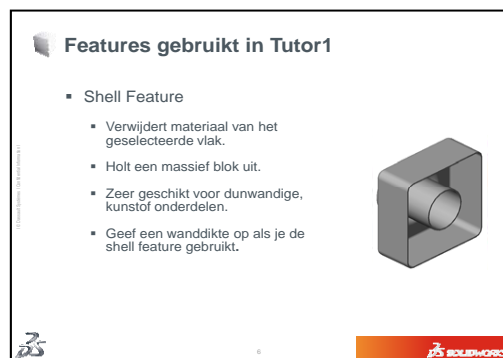 Features gebruikt in Tutor1
Shell Feature
Verwijdert materiaal van het
geselecteerde vlak.
Holt een massief blok uit.
Zeer geschikt voor dunwandige,
kunstof onderdelen.
Geef een wanddikte op als je de
shell feature gebruikt.
6
SOLIDWORKS